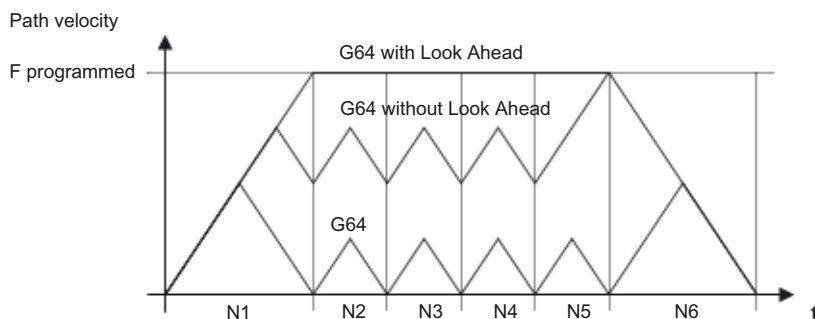 Path velocity
G64 with Look Ahead
F programmed
G64 without Look Ahead
G64
N1 N2 N3 N4 N5 N6 t